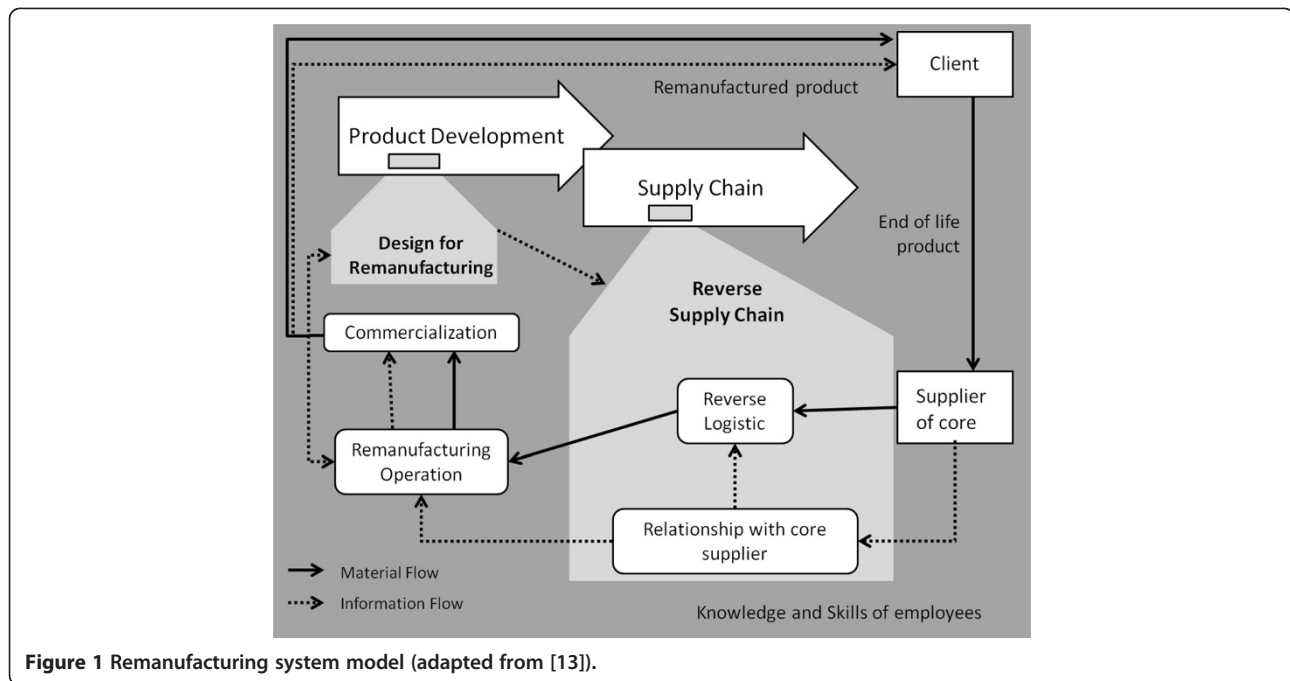 Client
Remanufactured product
Product Development
Supply Chain
End of life
product
Design for
Remanufacturing
Reverse
Supply Chain
Commercialization
Reverse
Logistic
Supplier
of core
Remanufacturing
Operation
Relationship with core
supplier
Material Flow
Information Flow
Knowledge and Skills of employees
Figure 1 Remanufacturing system model (adapted from [13]).